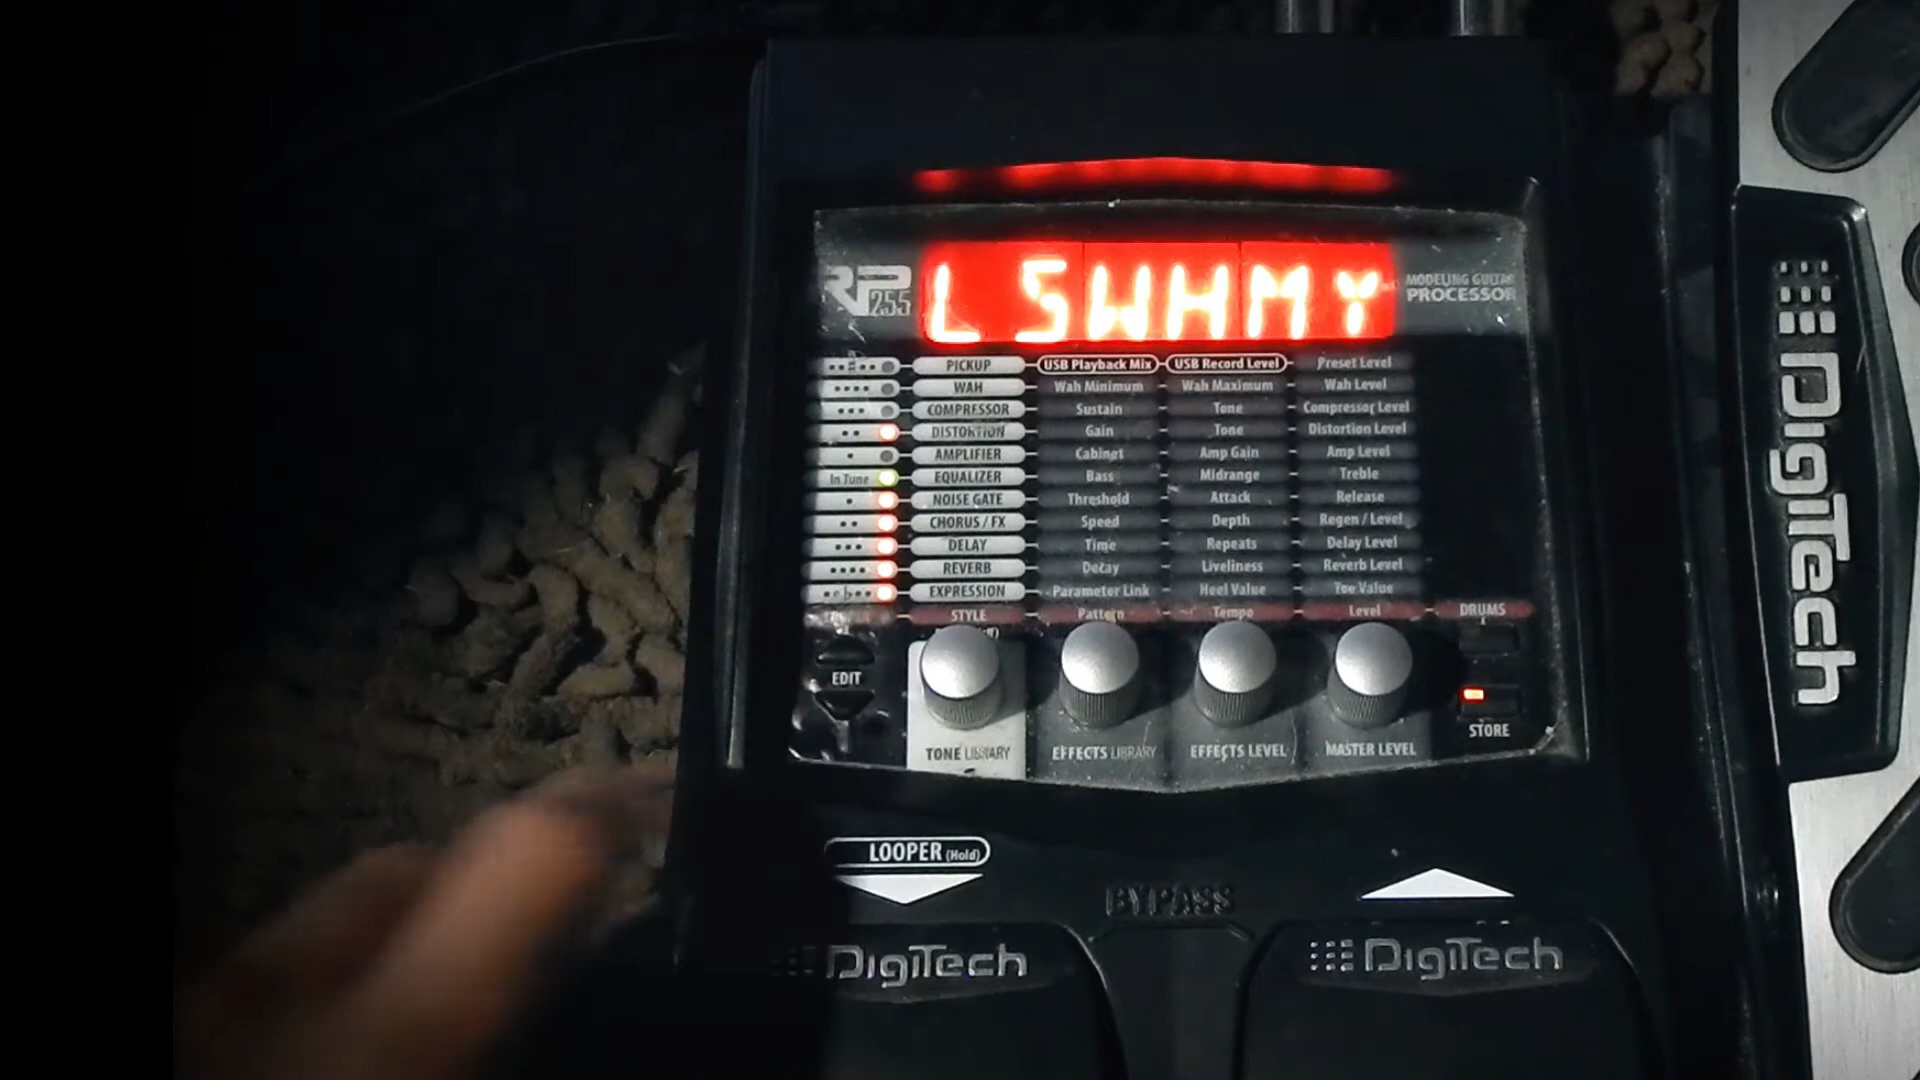 L SWHMY
RP 255
MODELING GUITAR
PROCESSOR
PICKUP USB Playback Mix USB Record Level Preset Level
WAH Wah Minimum Wah Maximum Wah Level
COMPRESSOR Sustain Tone Compressor Level
DISTORTION Gain Tone Distortion Level
AMPLIFIER Cabinet Amp Gain Amp Level
In Tune EQUALIZER Bass Midrange Treble
NOISE GATE Threshold Attack Release
CHORUS / FX Speed Depth Regen / Level
DELAY Time Repeats Delay Level
REVERB Decay Liveliness Reverb Level
EXPRESSION Parameter Link Heel Value Toe Value
STYLE Pattern Tempo Level DRUMS
EDIT
STORE
TONE LIBRARY EFFECTS LIBRARY EFFECTS LEVEL MASTER LEVEL
LOOPER (Hold)
BYPASS
DigiTech DigiTech
DigiTech